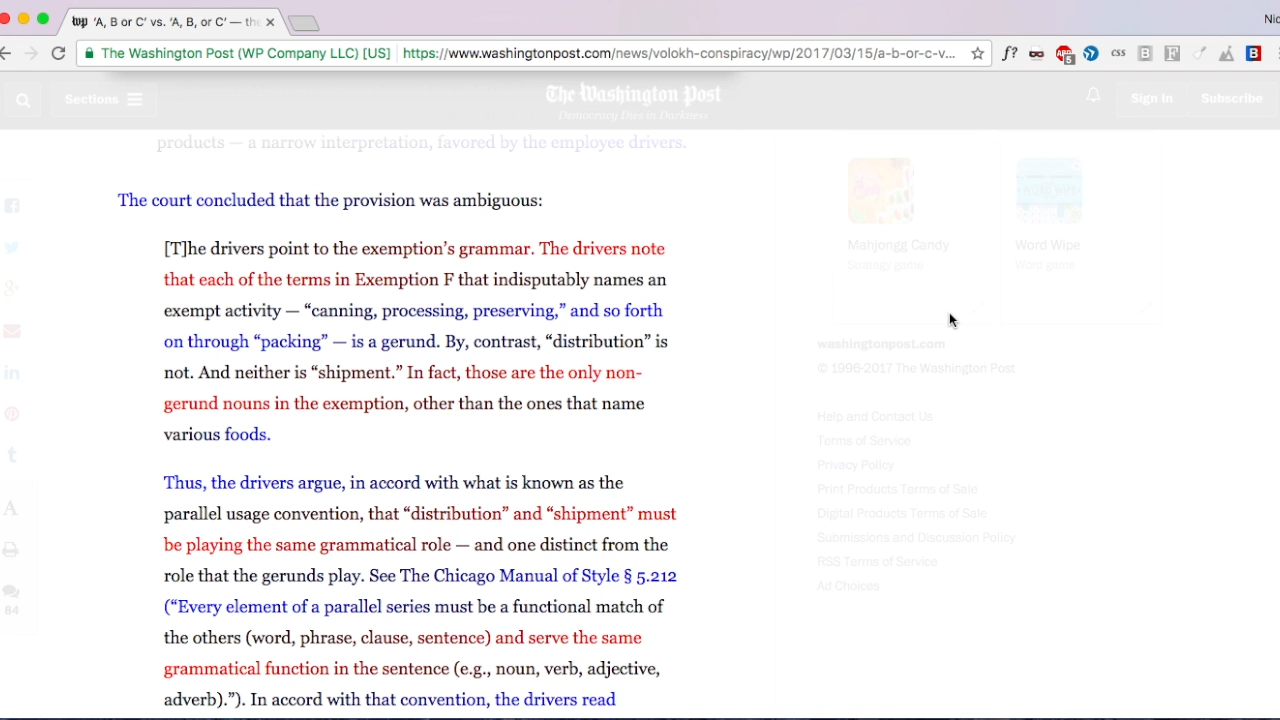 wp 'A, B or C' vs. 'A, B, or C' — the
Nic
The Washington Post (WP Company LLC) [US] https://www.washingtonpost.com/news/volokh-conspiracy/wp/2017/03/15/a-b-or-c-v...
f? 5 css B F B
Sections
The Washington Post
Democracy Dies in Darkness
Sign In Subscribe
products — a narrow interpretation, favored by the employee drivers.
The court concluded that the provision was ambiguous:
[T]he drivers point to the exemption's grammar. The drivers note
that each of the terms in Exemption F that indisputably names an
exempt activity — “canning, processing, preserving,” and so forth
on through “packing” — is a gerund. By, contrast, “distribution” is
not. And neither is “shipment.” In fact, those are the only non-
gerund nouns in the exemption, other than the ones that name
various foods.
Thus, the drivers argue, in accord with what is known as the
parallel usage convention, that “distribution” and “shipment” must
be playing the same grammatical role — and one distinct from the
role that the gerunds play. See The Chicago Manual of Style § 5.212
(“Every element of a parallel series must be a functional match of
the others (word, phrase, clause, sentence) and serve the same
grammatical function in the sentence (e.g., noun, verb, adjective,
adverb).”). In accord with that convention, the drivers read
A
84
Mahjongg Candy
Strategy game
Word Wipe
Word game
washingtonpost.com
© 1996-2017 The Washington Post
Help and Contact Us
Terms of Service
Privacy Policy
Print Products Terms of Sale
Digital Products Terms of Sale
Submissions and Discussion Policy
RSS Terms of Service
Ad Choices